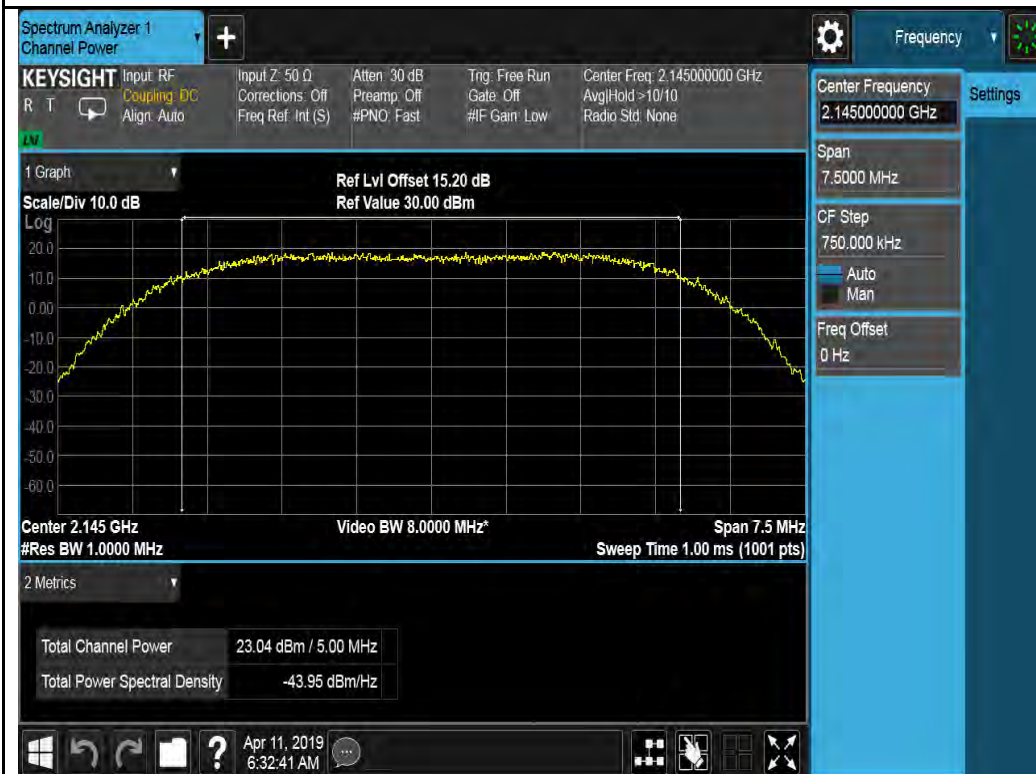 Spectrum Analyzer 1
Channel Power
+
Frequency
KEYSIGHT
R T
LXI
Input: RF
Coupling: DC
Align: Auto
Input Z: 50 Ω
Corrections: Off
Freq Ref: Int (S)
Atten: 30 dB
Preamp: Off
#PNO: Fast
Trig: Free Run
Gate: Off
#IF Gain: Low
Center Freq: 2.145000000 GHz
Avg|Hold >10/10
Radio Std: None
Center Frequency
2.145000000 GHz
Settings
Span
7.5000 MHz
CF Step
750.000 kHz
Auto
Man
Freq Offset
0 Hz
1 Graph
Scale/Div 10.0 dB
Ref Lvl Offset 15.20 dB
Ref Value 30.00 dBm
Log
20.0
10.0
0.00
-10.0
-20.0
-30.0
-40.0
-50.0
-60.0
Center 2.145 GHz
Video BW 8.0000 MHz*
Span 7.5 MHz
#Res BW 1.0000 MHz
Sweep Time 1.00 ms (1001 pts)
2 Metrics
Total Channel Power 23.04 dBm / 5.00 MHz
Total Power Spectral Density -43.95 dBm/Hz
?
Apr 11, 2019
6:32:41 AM